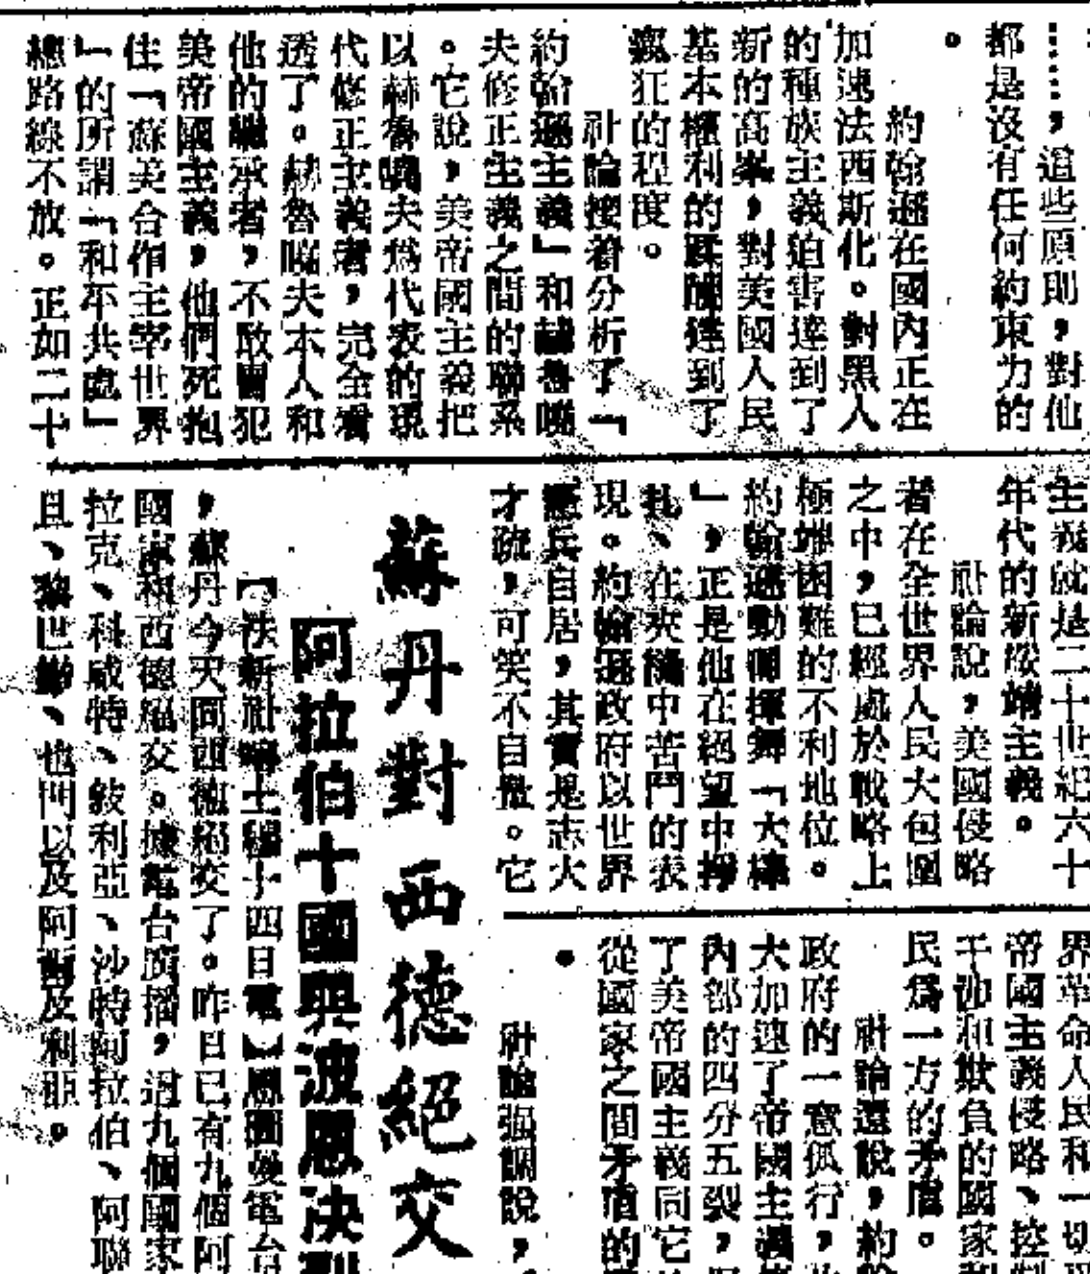 ……，這些原則，對他
都是沒有任何約束力的
。
約翰遜在國內正在
加速法西斯化。對黑人
的種族主義迫害達到了
新的高峯，對美國人民
基本權利的蹂躪達到了
瘋狂的程度。
社論接着分析了「
約翰遜主義」和赫魯曉
夫修正主義之間的聯系
。它說，美帝國主義把
以赫魯曉夫為代表的現
代修正主義者，完全看
透了。赫魯曉夫本人和
他的繼承者，不敢冒犯
美帝國主義，他們死抱
住「蘇美合作主宰世界
」的所謂「和平共處」
總路線不放。正如二十
主義就是二十世紀六十
年代的新綏靖主義。
社論說，美國侵略
者在全世界人民大包圍
之中，已經處於戰略上
極端困難的不利地位。
約翰遜動輒揮舞「大棒
」，正是他在絕望中掙
扎、在夾縫中苦鬥的表
現。約翰遜政府以世界
憲兵自居，其實是志大
才疏，可笑不自量。它
界革命人民和一切
帝國主義侵略、控制
干涉和欺負的國家和
民為一方的矛盾。
社論還說，約翰
政府的一意孤行，
大加速了帝國主義
內部的四分五裂，
了美帝國主義同它
從國家之間矛盾的
。
社論強調說，
蘇丹對西德絕交
阿拉伯十國與波恩決裂
【法新社喀土穆十四日電】恩圖曼電台
，蘇丹今天同西德絕交了。昨日已有九個阿
國家和西德絕交。據電台廣播，這九個國家
拉克、科威特、敍利亞、沙特阿拉伯、阿聯
且、黎巴嫩、也門以及阿爾及利亞。